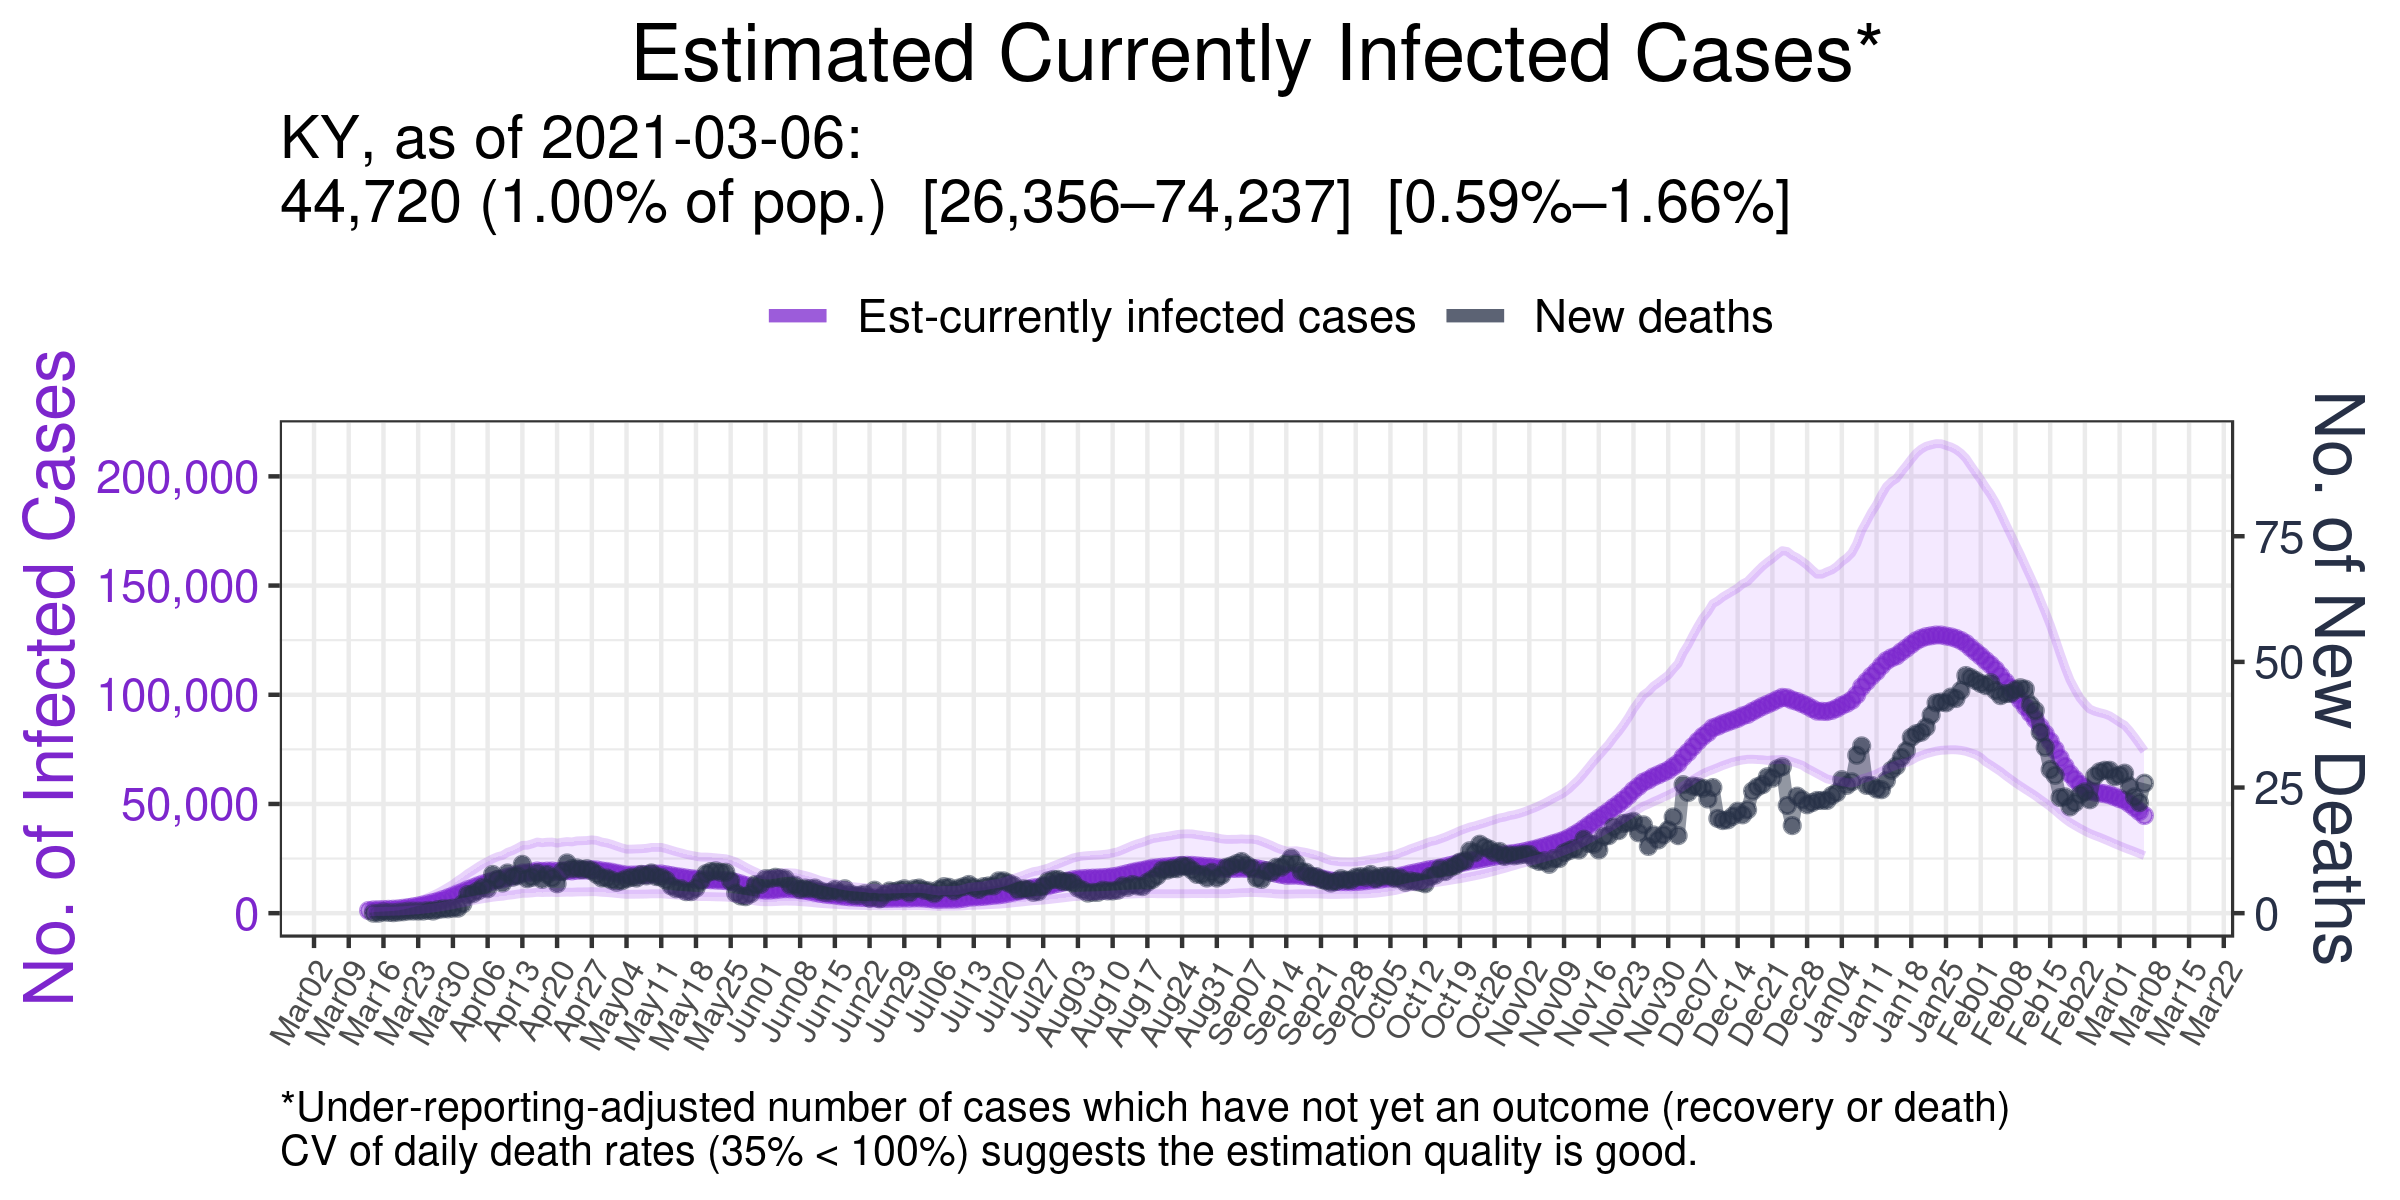 Estimated Currently Infected Cases*
KY, as of 2021-03-06:
44,720 (1.00% of pop.) [26,356–74,237] [0.59%–1.66%]
Est-currently infected cases New deaths
No. of Infected Cases
200,000
150,000
100,000
50,000
0
75
50
25
0
No. of New Deaths
Mar02 Mar09 Mar16 Mar23 Mar30 Apr06 Apr13 Apr20 Apr27 May04 May11 May18 May25 Jun01 Jun08 Jun15 Jun22 Jun29 Jul06 Jul13 Jul20 Jul27 Aug03 Aug10 Aug17 Aug24 Aug31 Sep07 Sep14 Sep21 Sep28 Oct05 Oct12 Oct19 Oct26 Nov02 Nov09 Nov16 Nov23 Nov30 Dec07 Dec14 Dec21 Dec28 Jan04 Jan11 Jan18 Jan25 Feb01 Feb08 Feb15 Feb22 Mar01 Mar08 Mar15 Mar22
*Under-reporting-adjusted number of cases which have not yet an outcome (recovery or death)
CV of daily death rates (35% < 100%) suggests the estimation quality is good.